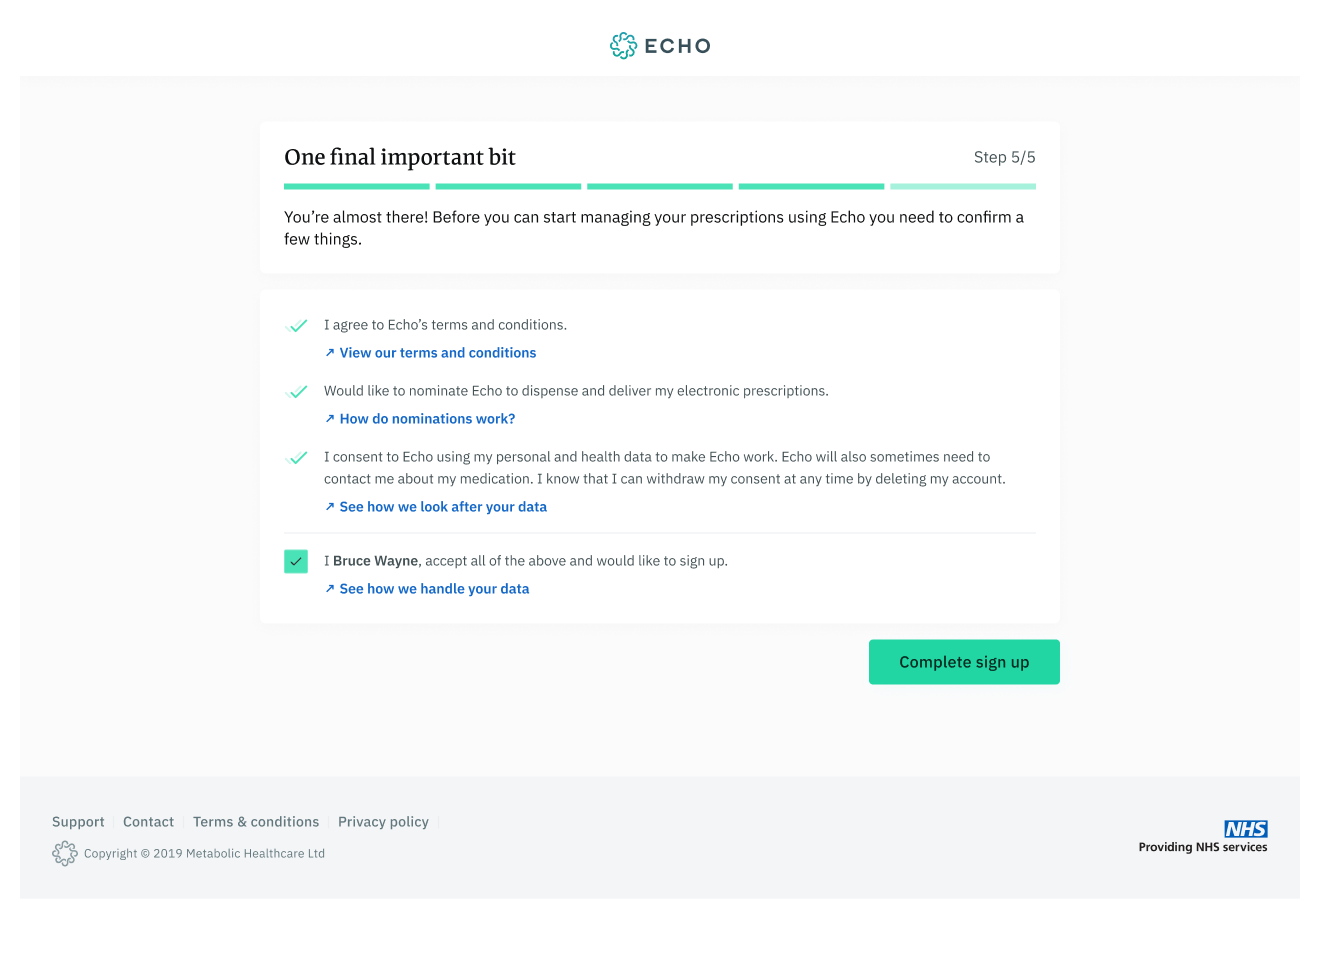 ECHO
One final important bit
Step 5/5
You’re almost there! Before you can start managing your prescriptions using Echo you need to confirm a
few things.
I agree to Echo’s terms and conditions.
↗ View our terms and conditions
Would like to nominate Echo to dispense and deliver my electronic prescriptions.
↗ How do nominations work?
I consent to Echo using my personal and health data to make Echo work. Echo will also sometimes need to
contact me about my medication. I know that I can withdraw my consent at any time by deleting my account.
↗ See how we look after your data
I Bruce Wayne, accept all of the above and would like to sign up.
↗ See how we handle your data
Complete sign up
Support
Contact
Terms & conditions
Privacy policy
Copyright © 2019 Metabolic Healthcare Ltd
NHS
Providing NHS services